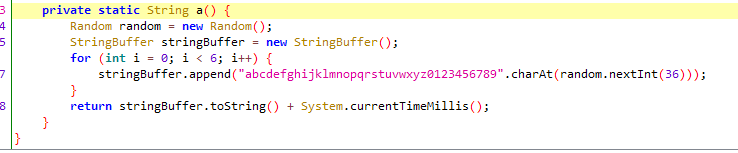 3 private static String a() {
4 Random random = new Random();
5 StringBuffer stringBuffer = new StringBuffer();
for (int i = 0; i < 6; i++) {
7 stringBuffer.append("abcdefghijklmnopqrstuvwxyz0123456789".charAt(random.nextInt(36)));
}
8 return stringBuffer.toString() + System.currentTimeMillis();
}
}